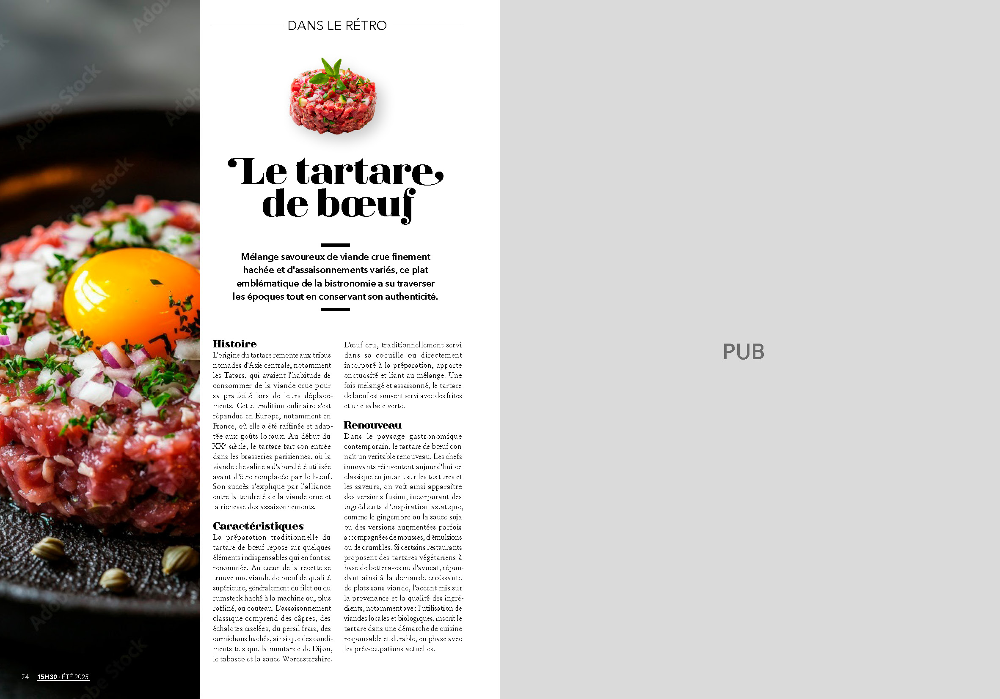 DANS LE RÉTRO
Le tartare
de bœuf
Mélange savoureux de viande crue finement
hachée et d'assaisonnements variés, ce plat
emblématique de la bistronomie a su traverser
les époques tout en conservant son authenticité.
Histoire
L'origine du tartare remonte aux tribus
nomades d'Asie centrale, notamment
les Tatars, qui avaient l'habitude de
consommer de la viande crue pour
sa praticité lors de leurs déplace-
ments. Cette tradition culinaire s'est
répandue en Europe, notamment en
France, où elle a été raffinée et adap-
tée aux goûts locaux. Au début du
XXe siècle, le tartare fait son entrée
dans les brasseries parisiennes, où la
viande chevaline a d'abord été utilisée
avant d'être remplacée par le bœuf.
Son succès s'explique par l'alliance
entre la tendreté de la viande crue et
la richesse des assaisonnements.
Caractéristiques
La préparation traditionnelle du
tartare de bœuf repose sur quelques
éléments indispensables qui en font sa
renommée. Au cœur de la recette se
trouve une viande de bœuf de qualité
supérieure, généralement du filet ou du
rumsteck haché à la machine ou, plus
raffiné, au couteau. L'assaisonnement
classique comprend des câpres, des
échalotes ciselées, du persil frais, des
cornichons hachés, ainsi que des condi-
ments tels que la moutarde de Dijon,
le tabasco et la sauce Worcestershire.
L'œuf cru, traditionnellement servi
dans sa coquille ou directement
incorporé à la préparation, apporte
onctuosité et liant au mélange. Une
fois mélangé et assaisonné, le tartare
de bœuf est souvent servi avec des frites
et une salade verte.
Renouveau
Dans le paysage gastronomique
contemporain, le tartare de bœuf con-
naît un véritable renouveau. Les chefs
innovants réinventent aujourd'hui ce
classique en jouant sur les textures et
les saveurs, on voit ainsi apparaître
des versions fusion, incorporant des
ingrédients d'inspiration asiatique,
comme le gingembre ou la sauce soja
ou des versions augmentées parfois
accompagnées de mousses, d'émulsions
ou de crumbles. Si certains restaurants
proposent des tartares végétariens à
base de betteraves ou d'avocat, répon-
dant ainsi à la demande croissante
de plats sans viande, l'accent mis sur
la provenance et la qualité des ingré-
dients, notamment avec l'utilisation de
viandes locales et biologiques, inscrit le
tartare dans une démarche de cuisine
responsable et durable, en phase avec
les préoccupations actuelles.
74 15H30 · ÉTÉ 2025
PUB
Adobe Stock
Adobe Stock